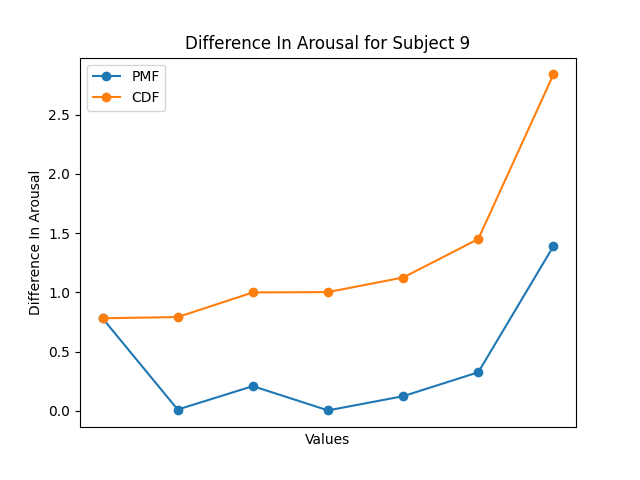 Difference In Arousal for Subject 9
PMF
CDF
2.5
2.0
1.5
1.0
0.5
0.0
Difference In Arousal
Values